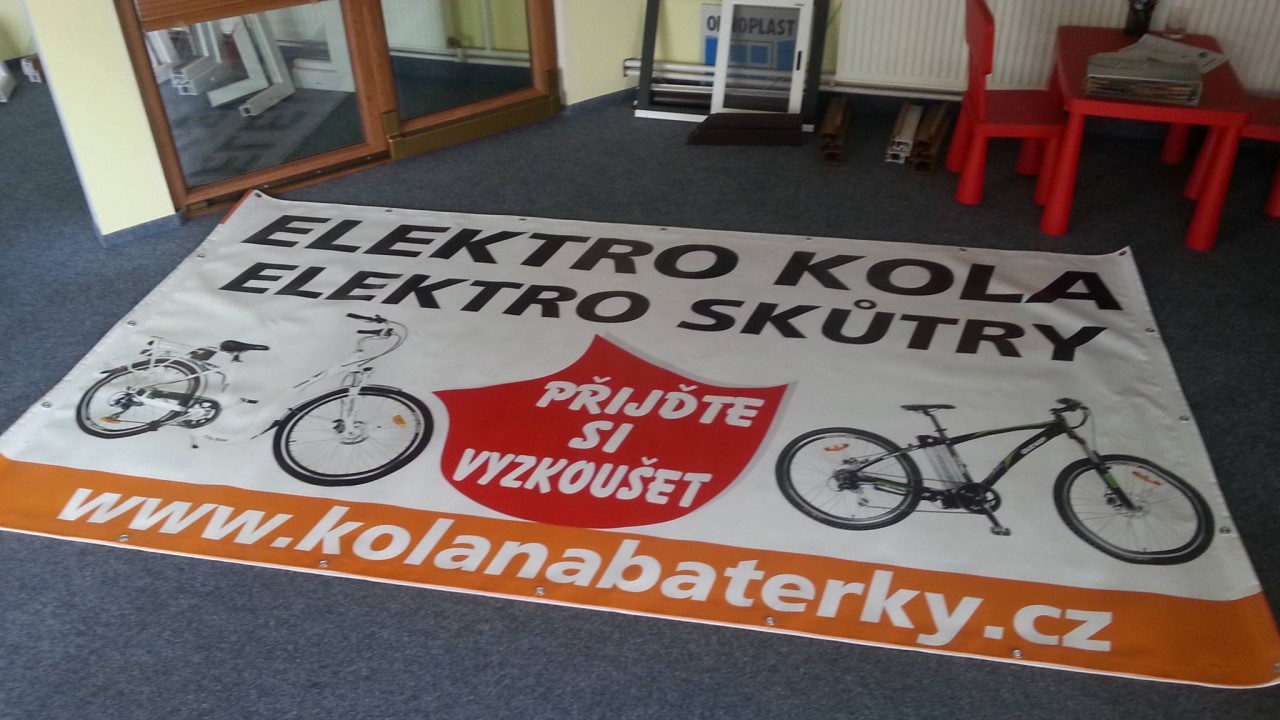 ELEKTRO KOLA
ELEKTRO SKŮTRY
PŘIJĎTE
SI
VYZKOUŠET
www.kolanabaterky.cz